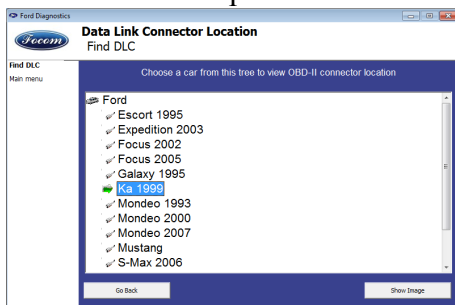 Ford Diagnostics
Focom
Data Link Connector Location
Find DLC
Find DLC
Main menu
Choose a car from this tree to view OBD-II connector location
Ford
Escort 1995
Expedition 2003
Focus 2002
Focus 2005
Galaxy 1995
Ka 1999
Mondeo 1993
Mondeo 2000
Mondeo 2007
Mustang
S-Max 2006
Go Back
Show Image